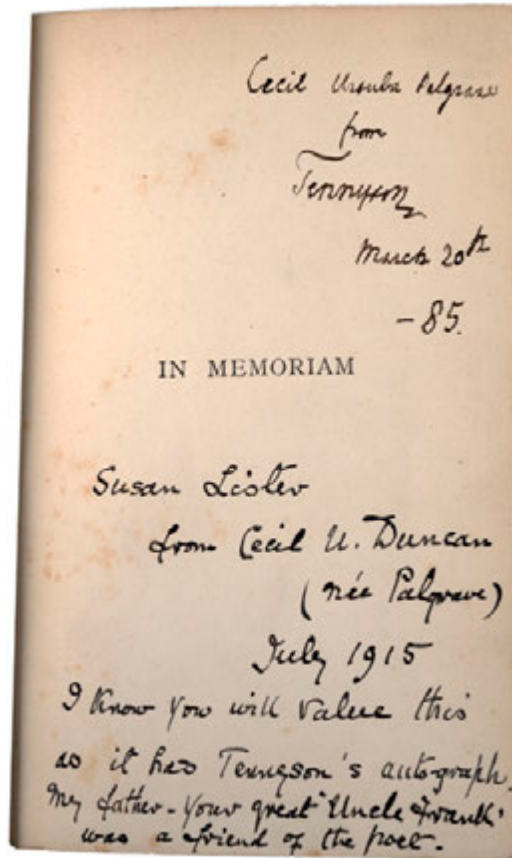 Cecil Ursula Palgrave
from
Tennyson
March 20th
-85.
IN MEMORIAM
Susan Lister
from Cecil U. Duncan
(née Palgrave)
July 1915
I know you will value this
as it has Tennyson's autograph.
My father - your great "Uncle Frank"
was a friend of the poet.